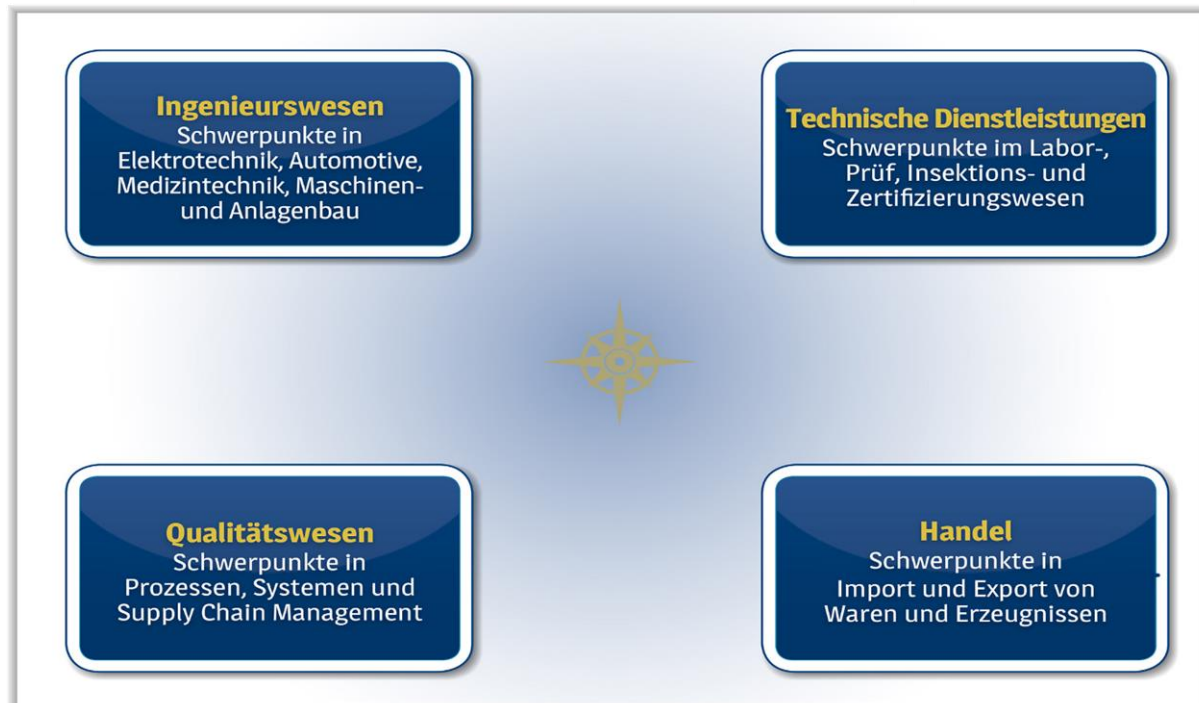 Ingenieurswesen
Schwerpunkte in
Elektrotechnik, Automotive,
Medizintechnik, Maschinen-
und Anlagenbau
Technische Dienstleistungen
Schwerpunkte im Labor-,
Prüf, Insektions- und
Zertifizierungswesen
Qualitätswesen
Schwerpunkte in
Prozessen, Systemen und
Supply Chain Management
Handel
Schwerpunkte in
Import und Export von
Waren und Erzeugnissen